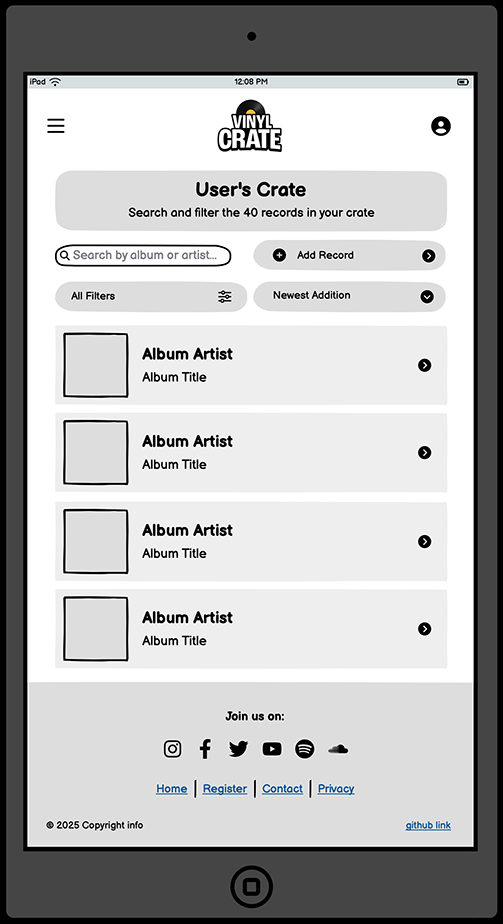 iPad
12:08 PM
VINYL
CRATE
User's Crate
Search and filter the 40 records in your crate
Search by album or artist...
Add Record
All Filters
Newest Addition
Album Artist
Album Title
Album Artist
Album Title
Album Artist
Album Title
Album Artist
Album Title
Join us on:
Home | Register | Contact | Privacy
© 2025 Copyright info
github link